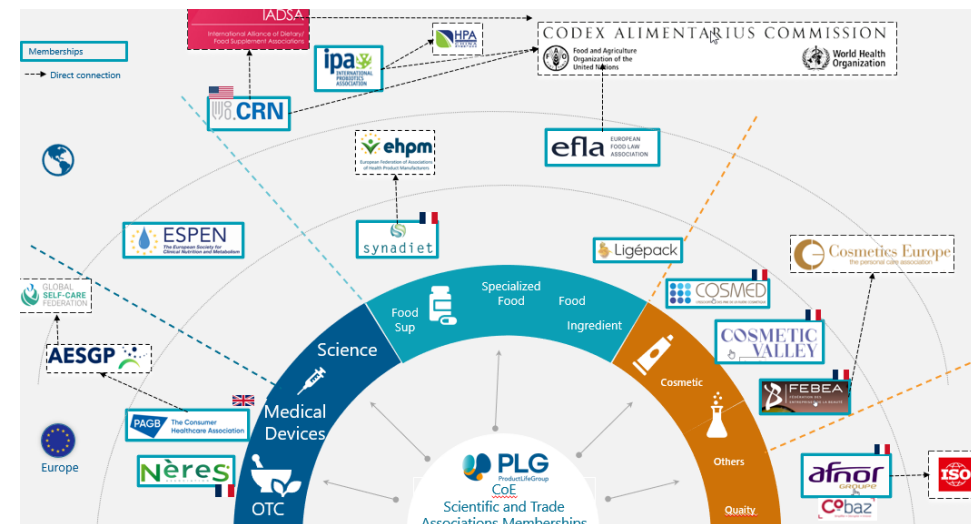 IADSA
International Alliance of Dietary/
Food Supplement Associations
Memberships
Direct connection
ipa
INTERNATIONAL
PROBIOTICS
ASSOCIATION
HPA
CODEX ALIMENTARIUS COMMISSION
FAO
Food and Agriculture
Organization of the
United Nations
World Health
Organization
CRN
ehpm
European Federation of Associations
of Health Product Manufacturers
efla
EUROPEAN
FOOD LAW
ASSOCIATION
ESPEN
The European Society for
Clinical Nutrition and Metabolism
synadiet
Ligépack
Cosmetics Europe
the personal care association
GLOBAL
SELF-CARE
FEDERATION
COSMED
Specialized
Food
Food
Food
Sup
Ingredient
COSMETIC
VALLEY
AESGP
Science
Cosmetic
FEBEA
PAGB
The Consumer
Healthcare Association
Medical
Devices
Europe
Nères
OTC
PLG
ProductLifeGroup
CoE
Scientific and Trade
Associations Memberships
Others
Quaity
afnor
GROUPE
ISO
Cobaz